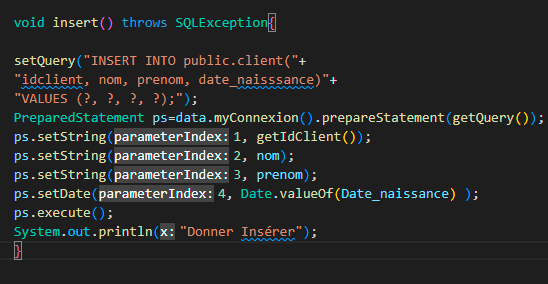 void insert() throws SQLException{
setQuery("INSERT INTO public.client("+
"idclient, nom, prenom, date_naisssance)"+
"VALUES (?, ?, ?, ?);");
PreparedStatement ps=data.myConnexion().prepareStatement(getQuery());
ps.setString(parameterIndex:1, getIdClient());
ps.setString(parameterIndex:2, nom);
ps.setString(parameterIndex:3, prenom);
ps.setDate(parameterIndex:4, Date.valueOf(Date_naissance) );
ps.execute();
System.out.println(x:"Donner Insérer");
}